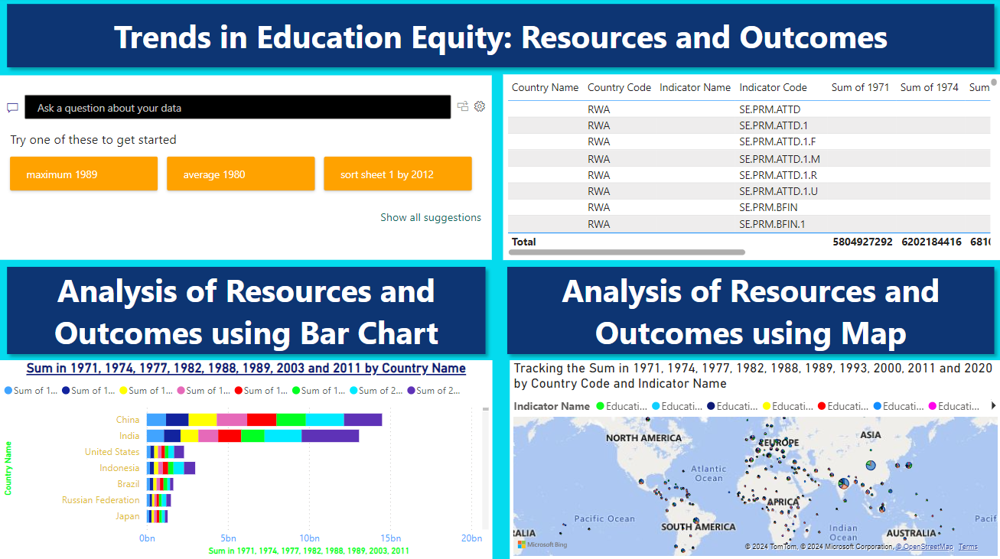 Trends in Education Equity: Resources and Outcomes
Ask a question about your data
Try one of these to get started
maximum 1989
average 1980
sort sheet 1 by 2012
Show all suggestions
Country Name Country Code Indicator Name Indicator Code Sum of 1971 Sum of 1974 Sum
RWA SE.PRM.ATTD
RWA SE.PRM.ATTD.1
RWA SE.PRM.ATTD.1.F
RWA SE.PRM.ATTD.1.M
RWA SE.PRM.ATTD.1.R
RWA SE.PRM.ATTD.1.U
RWA SE.PRM.BFIN
RWA SE.PRM.BFIN.1
Total 5804927292 6202184416 6810
Analysis of Resources and
Outcomes using Bar Chart
Sum in 1971, 1974, 1977, 1982, 1988, 1989, 2003 and 2011 by Country Name
Sum of 1... Sum of 1... Sum of 1... Sum of 1... Sum of 1... Sum of 1... Sum of 2... Sum of 2...
Country Name
China
India
United States
Indonesia
Brazil
Russian Federation
Japan
0bn 5bn 10bn 15bn 20bn
Sum in 1971, 1974, 1977, 1982, 1988, 1989, 2003, 2011
Analysis of Resources and
Outcomes using Map
Tracking the Sum in 1971, 1974, 1977, 1982, 1988, 1989, 1993, 2000, 2011 and 2020
by Country Code and Indicator Name
Indicator Name Educati... Educati... Educati... Educati... Educati... Educati... Educati...
NORTH AMERICA
EUROPE
ASIA
Atlantic
Ocean
AFRICA
Pacific Ocean
SOUTH AMERICA
Indian
Ocean
AUSTRALIA
RALIA
Pacif
Microsoft Bing
© 2024 TomTom, © 2024 Microsoft Corporation, © OpenStreetMap Terms